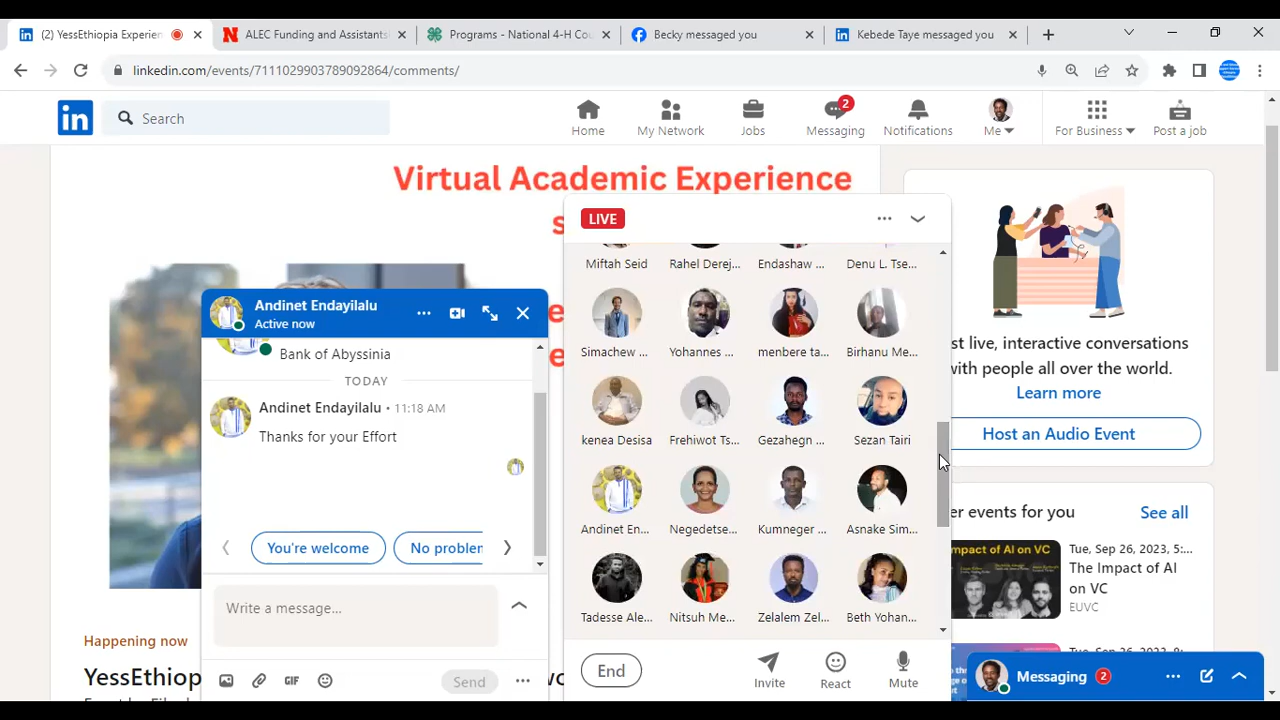 (2) YessEthiopia Experien
ALEC Funding and Assistants
Programs - National 4-H Cou
Becky messaged you
Kebede Taye messaged you
linkedin.com/events/7111029903789092864/comments/
in
Search
Home
My Network
Jobs
2
Messaging
Notifications
Me
For Business
Post a job
Virtual Academic Experience
LIVE
Miftah Seid
Rahel Derej...
Endashaw ...
Denu L. Tse...
Simachew ...
Yohannes ...
menbere ta...
Birhanu Me...
kenea Desisa
Frehiwot Ts...
Gezahegn ...
Sezan Tairi
Andinet En...
Negedetse...
Kumneger ...
Asnake Sim...
Tadesse Ale...
Nitsuh Me...
Zelalem Zel...
Beth Yohan...
End
Invite
React
Mute
Andinet Endayilalu
Active now
Bank of Abyssinia
TODAY
Andinet Endayilalu • 11:18 AM
Thanks for your Effort
You're welcome
No problem
Write a message...
GIF
Send
Happening now
YessEthiop
st live, interactive conversations
with people all over the world.
Learn more
Host an Audio Event
er events for you
See all
mpact of AI on VC
Tue, Sep 26, 2023, 5:...
The Impact of AI
on VC
EUVC
Messaging 2